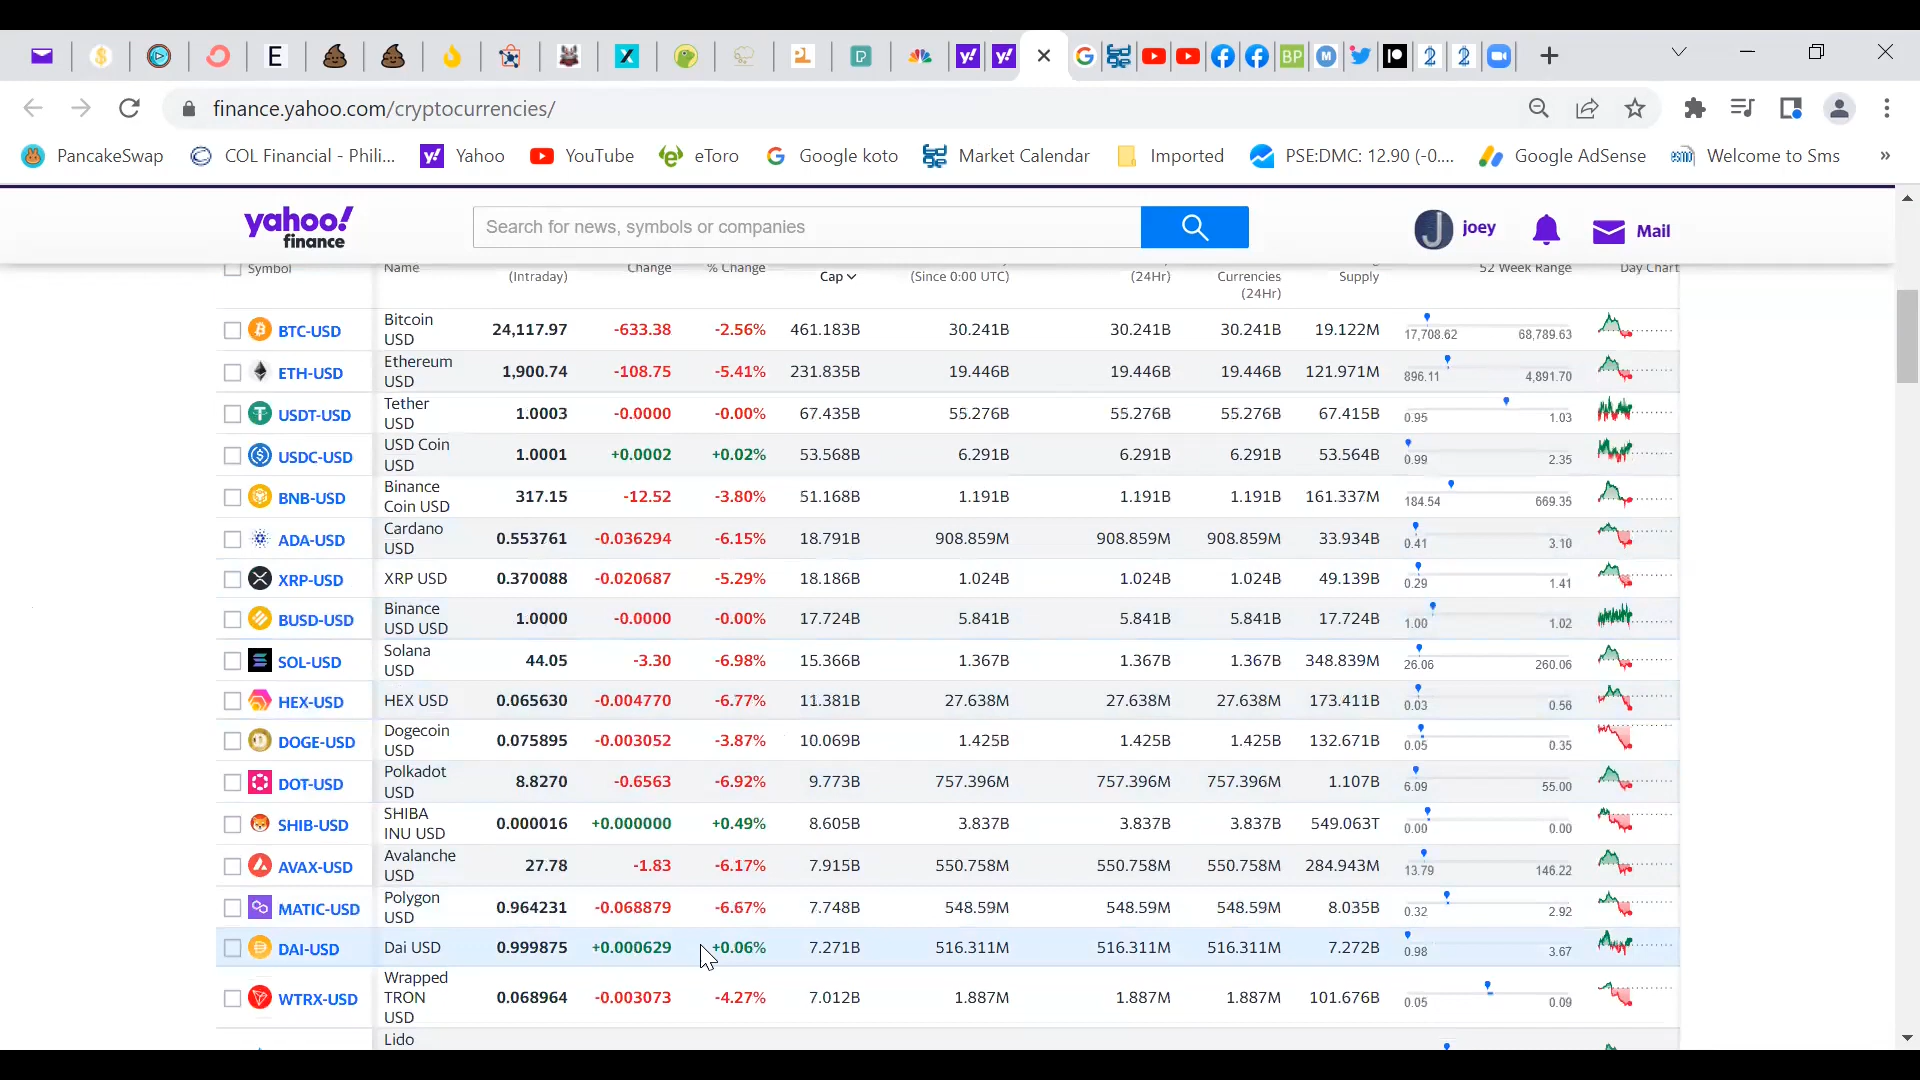 E
finance.yahoo.com/cryptocurrencies/
PancakeSwap COL Financial - Phili... Yahoo YouTube eToro Google koto Market Calendar Imported PSE:DMC: 12.90 (-0.... Google AdSense Welcome to Sms »
yahoo!
finance
Search for news, symbols or companies
joey
Mail
Symbol Name (Intraday) Change % Change Cap (Since 0:00 UTC) (24Hr) Currencies (24Hr) Supply 52 Week Range Day Chart
BTC-USD Bitcoin USD 24,117.97 -633.38 -2.56% 461.183B 30.241B 30.241B 30.241B 19.122M 17,708.62 68,789.63
ETH-USD Ethereum USD 1,900.74 -108.75 -5.41% 231.835B 19.446B 19.446B 19.446B 121.971M 896.11 4,891.70
USDT-USD Tether USD 1.0003 -0.0000 -0.00% 67.435B 55.276B 55.276B 55.276B 67.415B 0.95 1.03
USDC-USD USD Coin USD 1.0001 +0.0002 +0.02% 53.568B 6.291B 6.291B 6.291B 53.564B 0.99 2.35
BNB-USD Binance Coin USD 317.15 -12.52 -3.80% 51.168B 1.191B 1.191B 1.191B 161.337M 184.54 669.35
ADA-USD Cardano USD 0.553761 -0.036294 -6.15% 18.791B 908.859M 908.859M 908.859M 33.934B 0.41 3.10
XRP-USD XRP USD 0.370088 -0.020687 -5.29% 18.186B 1.024B 1.024B 1.024B 49.139B 0.29 1.41
BUSD-USD Binance USD USD 1.0000 -0.0000 -0.00% 17.724B 5.841B 5.841B 5.841B 17.724B 1.00 1.02
SOL-USD Solana USD 44.05 -3.30 -6.98% 15.366B 1.367B 1.367B 1.367B 348.839M 26.06 260.06
HEX-USD HEX USD 0.065630 -0.004770 -6.77% 11.381B 27.638M 27.638M 27.638M 173.411B 0.03 0.56
DOGE-USD Dogecoin USD 0.075895 -0.003052 -3.87% 10.069B 1.425B 1.425B 1.425B 132.671B 0.05 0.35
DOT-USD Polkadot USD 8.8270 -0.6563 -6.92% 9.773B 757.396M 757.396M 757.396M 1.107B 6.09 55.00
SHIB-USD SHIBA INU USD 0.000016 +0.000000 +0.49% 8.605B 3.837B 3.837B 3.837B 549.063T 0.00 0.00
AVAX-USD Avalanche USD 27.78 -1.83 -6.17% 7.915B 550.758M 550.758M 550.758M 284.943M 13.79 146.22
MATIC-USD Polygon USD 0.964231 -0.068879 -6.67% 7.748B 548.59M 548.59M 548.59M 8.035B 0.32 2.92
DAI-USD Dai USD 0.999875 +0.000629 +0.06% 7.271B 516.311M 516.311M 516.311M 7.272B 0.98 3.67
WTRX-USD Wrapped TRON USD 0.068964 -0.003073 -4.27% 7.012B 1.887M 1.887M 1.887M 101.676B 0.05 0.09
Lido